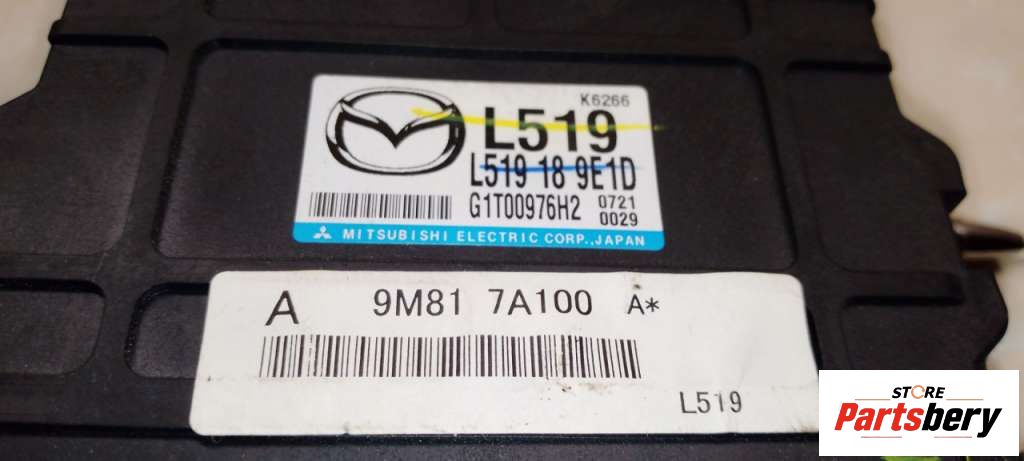 K6266
L519
L519 18 9E1D
G1T00976H2 0721
0029
MITSUBISHI ELECTRIC CORP.,JAPAN
A 9M81 7A100 A*
L519
STORE
Partsbery